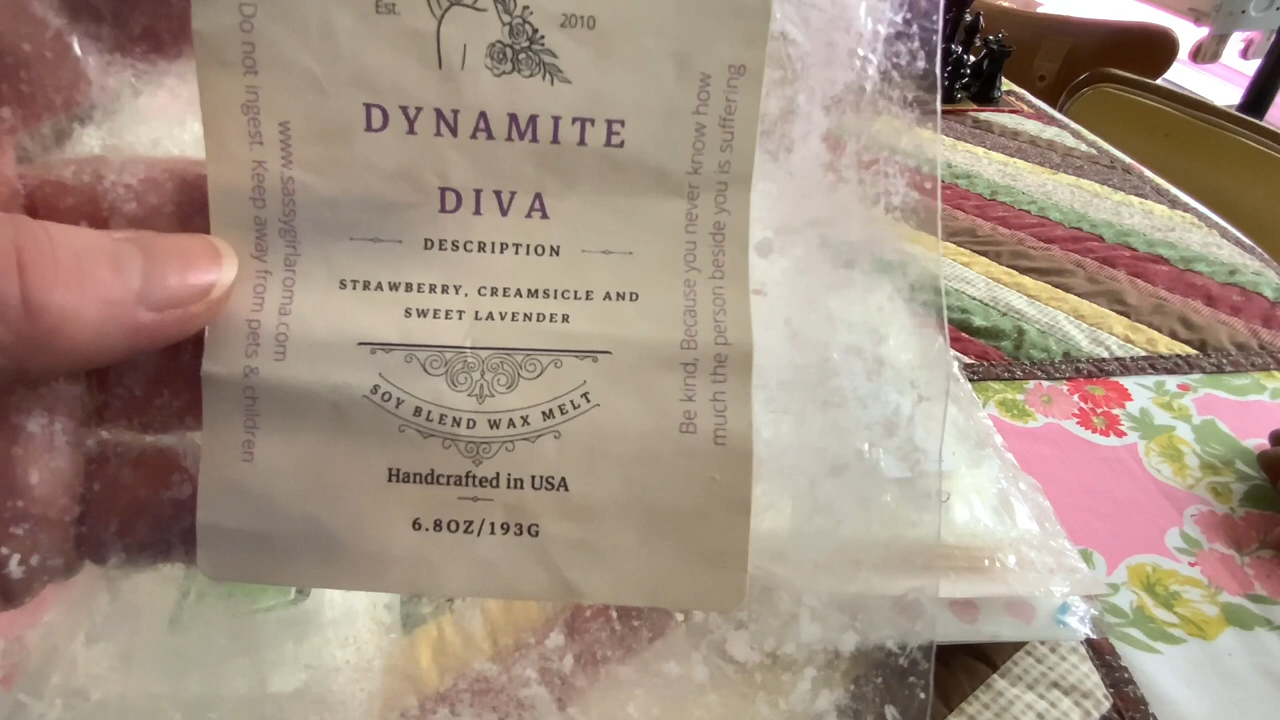 Est. 2010
DYNAMITE
DIVA
DESCRIPTION
STRAWBERRY, CREAMSICLE AND
SWEET LAVENDER
SOY BLEND WAX MELT
Handcrafted in USA
6.8OZ/193G
Do not ingest. Keep away from pets & children
www.sassygirlaroma.com
Be kind, Because you never know how
much the person beside you is suffering